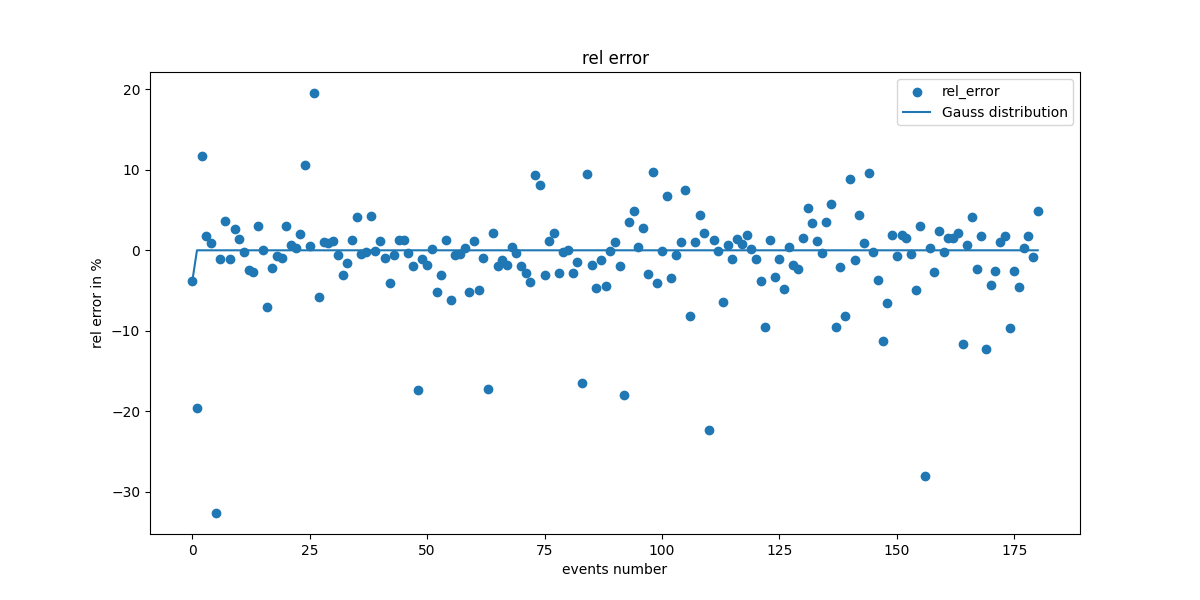 rel error
rel_error
Gauss distribution
rel error in %
20
10
0
−10
−20
−30
0 25 50 75 100 125 150 175
events number